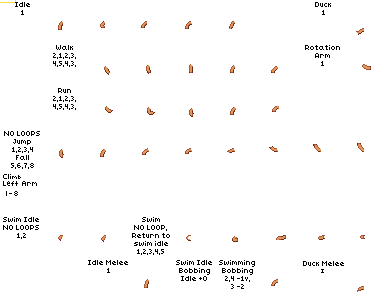 Idle
1
Duck
1
Walk
2,1,2,3,
4,5,4,3,
Rotation
Arm
1
Run
2,1,2,3,
4,5,4,3,
NO LOOPS
Jump
1,2,3,4
Fall
5,6,7,8
Climb
Left Arm
1-8
Swim Idle
NO LOOPS
1,2
Swim
NO LOOP,
Return to
swim idle
1,2,3,4,5
Idle Melee
1
Swim Idle
Bobbing
Idle +0
Swimming
Bobbing
2,4 -1v,
3 -2
Duck Melee
1